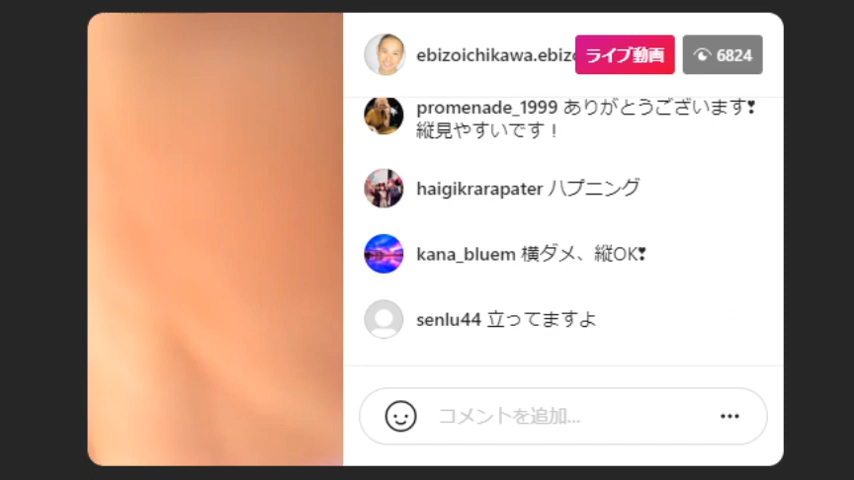 ebizoichikawa.ebiz
ライブ動画
6824
promenade_1999 ありがとうございます❣
縦見やすいです！
haigikrarapater ハプニング
kana_bluem 横ダメ、縦OK❣
senlu44 立ってますよ
コメントを追加...